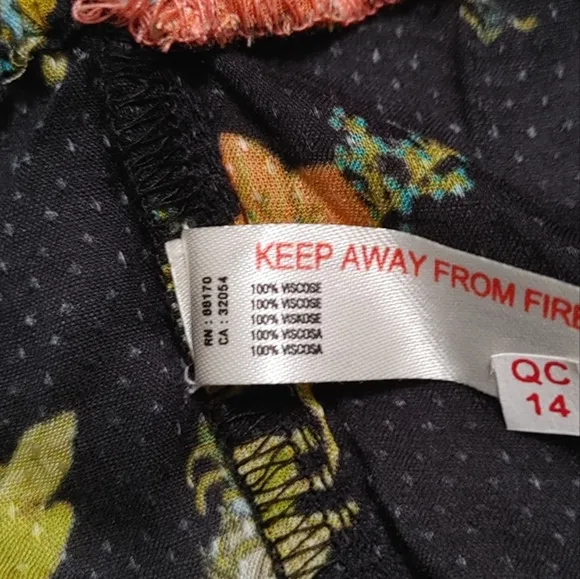 KEEP AWAY FROM FIRE
RN : 88170
CA : 32054
100% VISCOSE
100% VISCOSE
100% VISKOSE
100% VISCOSA
100% VISCOSA
QC
14